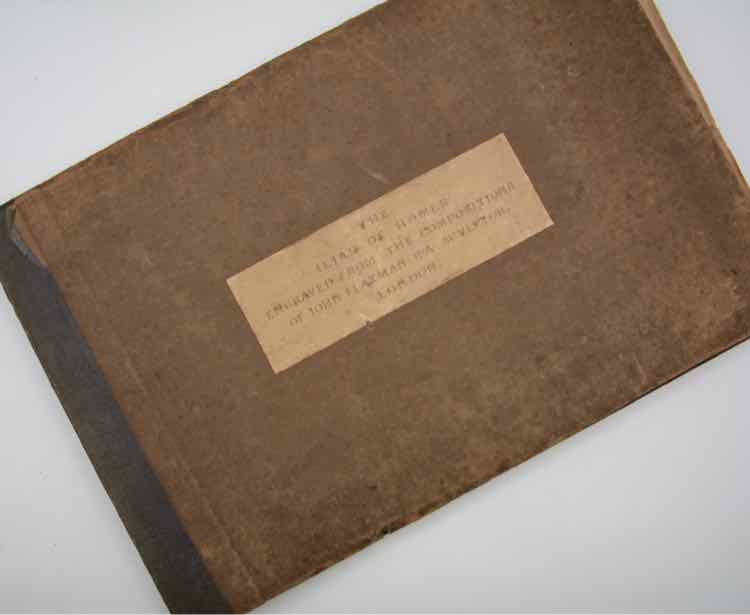 THE
ILIAD OF HOMER
ENGRAVED FROM THE COMPOSITIONS
OF JOHN FLAXMAN R.A. SCULPTOR,
LONDON.